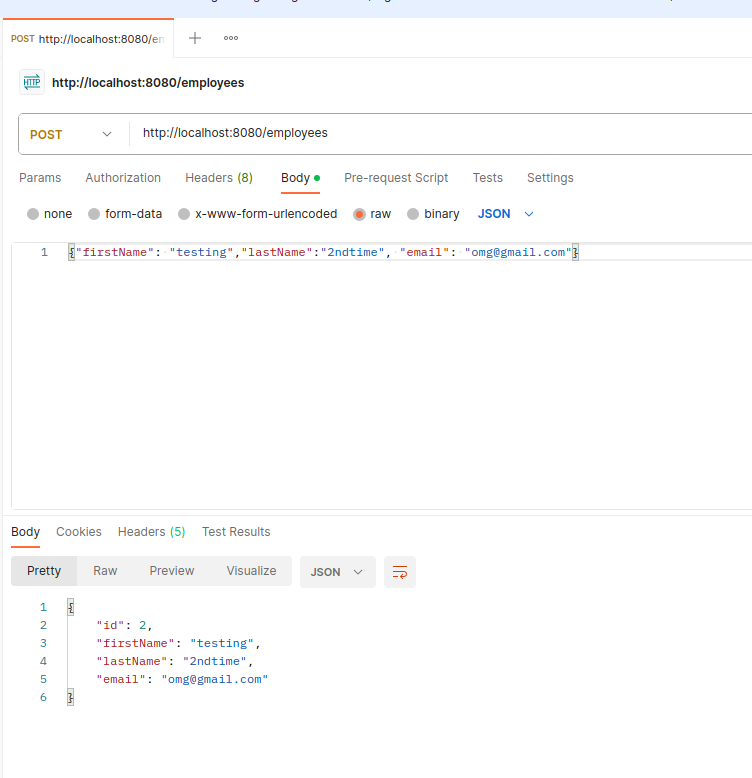 POST http://localhost:8080/en
HTTP http://localhost:8080/employees
POST http://localhost:8080/employees
Params Authorization Headers (8) Body Pre-request Script Tests Settings
none form-data x-www-form-urlencoded raw binary JSON
1 {"firstName": "testing","lastName":"2ndtime", "email": "omg@gmail.com"}
Body Cookies Headers (5) Test Results
Pretty Raw Preview Visualize JSON
1 {
2 "id": 2,
3 "firstName": "testing",
4 "lastName": "2ndtime",
5 "email": "omg@gmail.com"
6 }